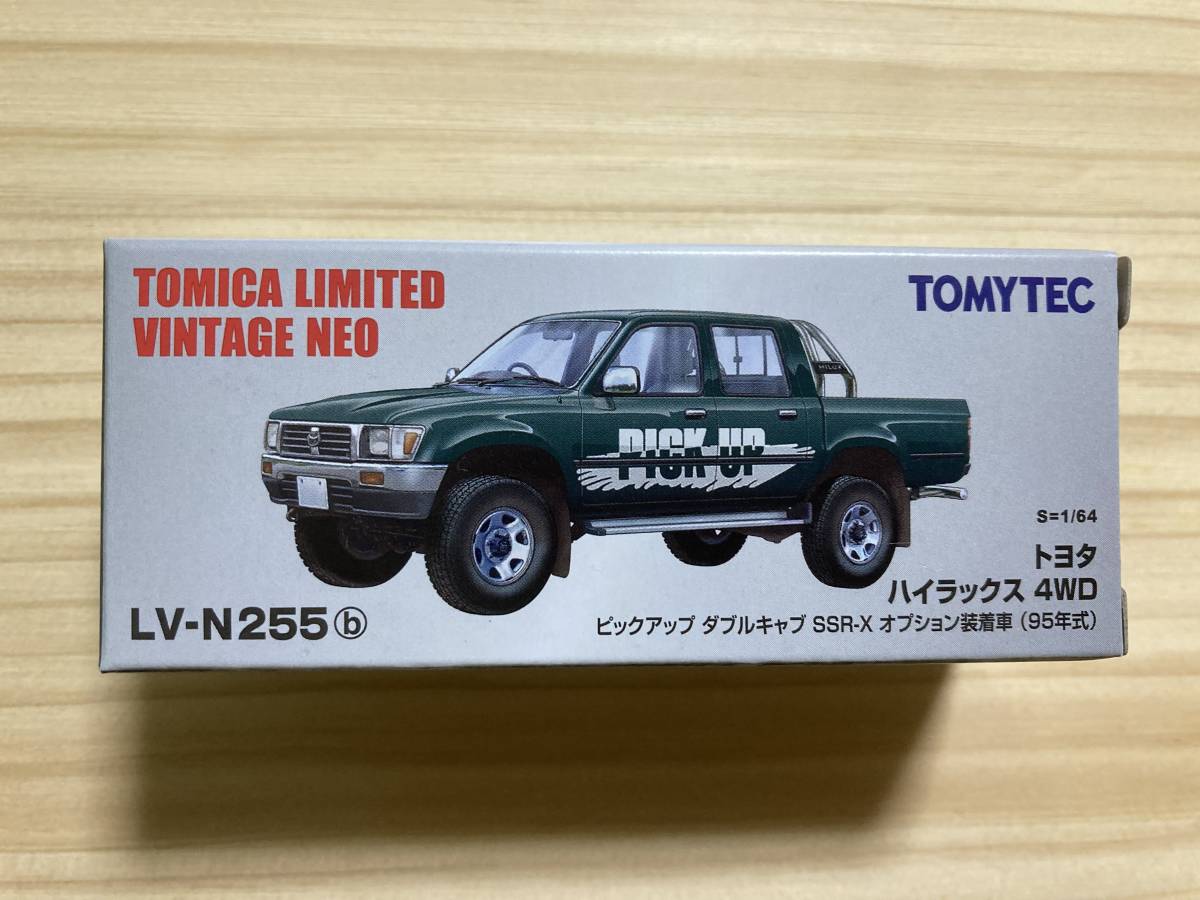 TOMICA LIMITED
VINTAGE NEO
TOMYTEC
HILUX
PICK UP
S=1/64
トヨタ
ハイラックス 4WD
LV-N255ⓑ
ピックアップ ダブルキャブ SSR-X オプション装着車 (95年式)